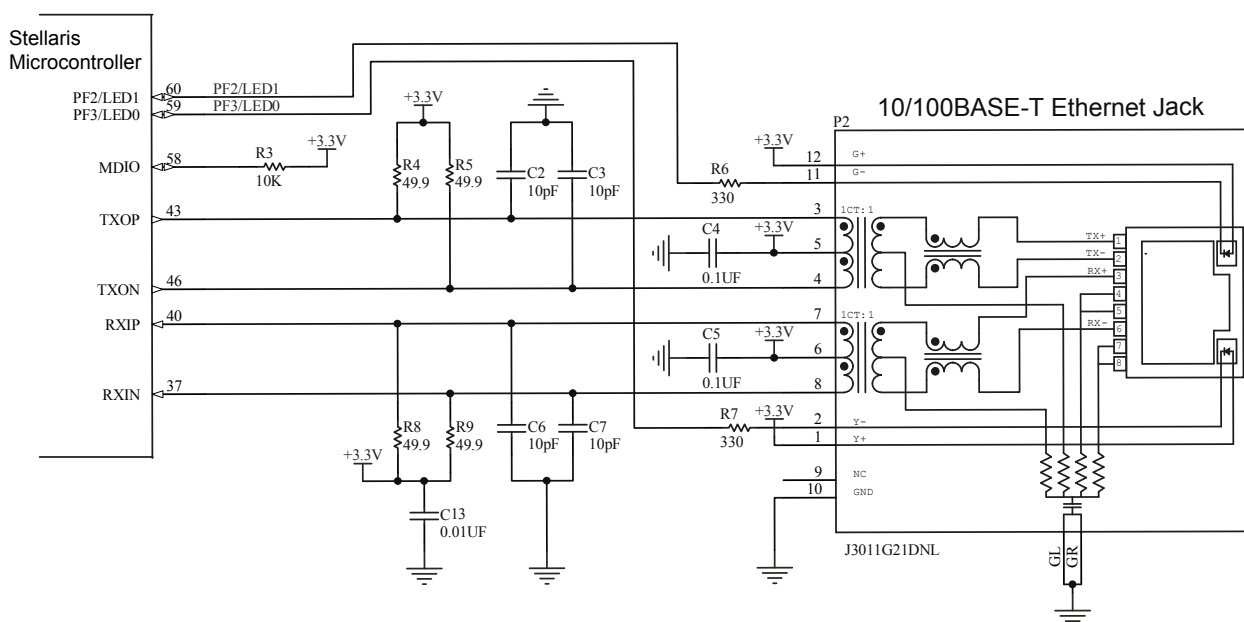 Stellaris
Microcontroller
PF2/LED1
60
PF2/LED1
PF3/LED0
59
PF3/LED0
MDIO
58
R3
10K
+3.3V
TXOP
43
TXON
46
RXIP
40
RXIN
37
+3.3V
R4
49.9
R5
49.9
C2
10pF
C3
10pF
R6
330
C4
0.1UF
+3.3V
C5
0.1UF
+3.3V
R7
330
+3.3V
+3.3V
R8
49.9
R9
49.9
C6
10pF
C7
10pF
+3.3V
C13
0.01UF
10/100BASE-T Ethernet Jack
P2
12
G+
11
G-
3
1CT:1
5
4
7
1CT:1
6
8
2
Y-
1
Y+
9
NC
10
GND
TX+
1
TX-
2
RX+
3
4
5
RX-
6
7
8
J3011G21DNL
GL
GR